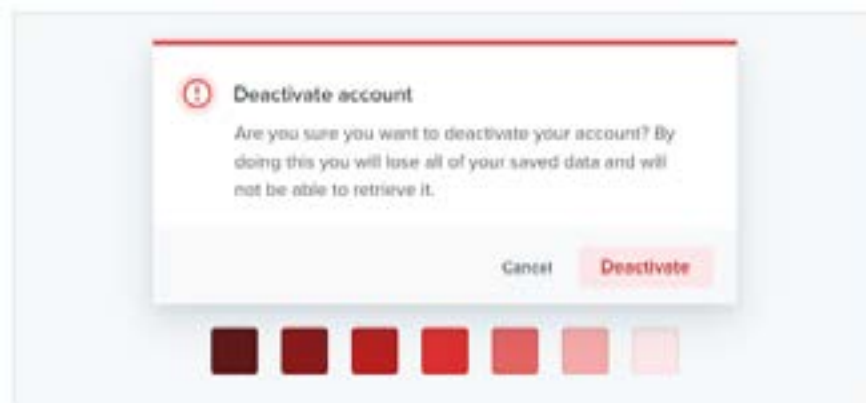 Deactivate account
Are you sure you want to deactivate your account? By
doing this you will lose all of your saved data and will
not be able to retrieve it.
Cancel
Deactivate